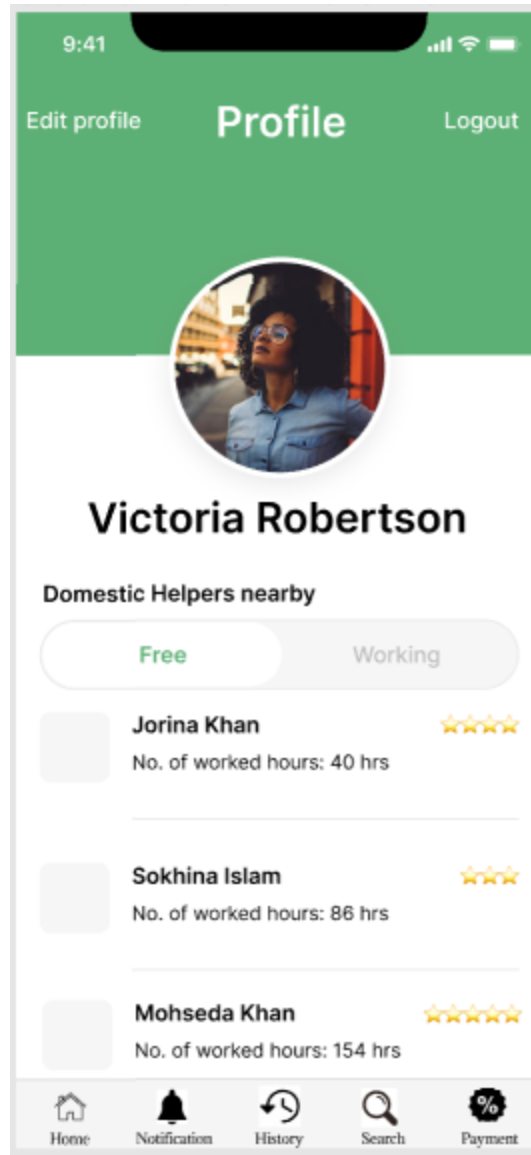 9:41
Edit profile Profile Logout
Victoria Robertson
Domestic Helpers nearby
Free Working
Jorina Khan
No. of worked hours: 40 hrs
Sokhina Islam
No. of worked hours: 86 hrs
Mohseda Khan
No. of worked hours: 154 hrs
%
Home Notification History Search Payment